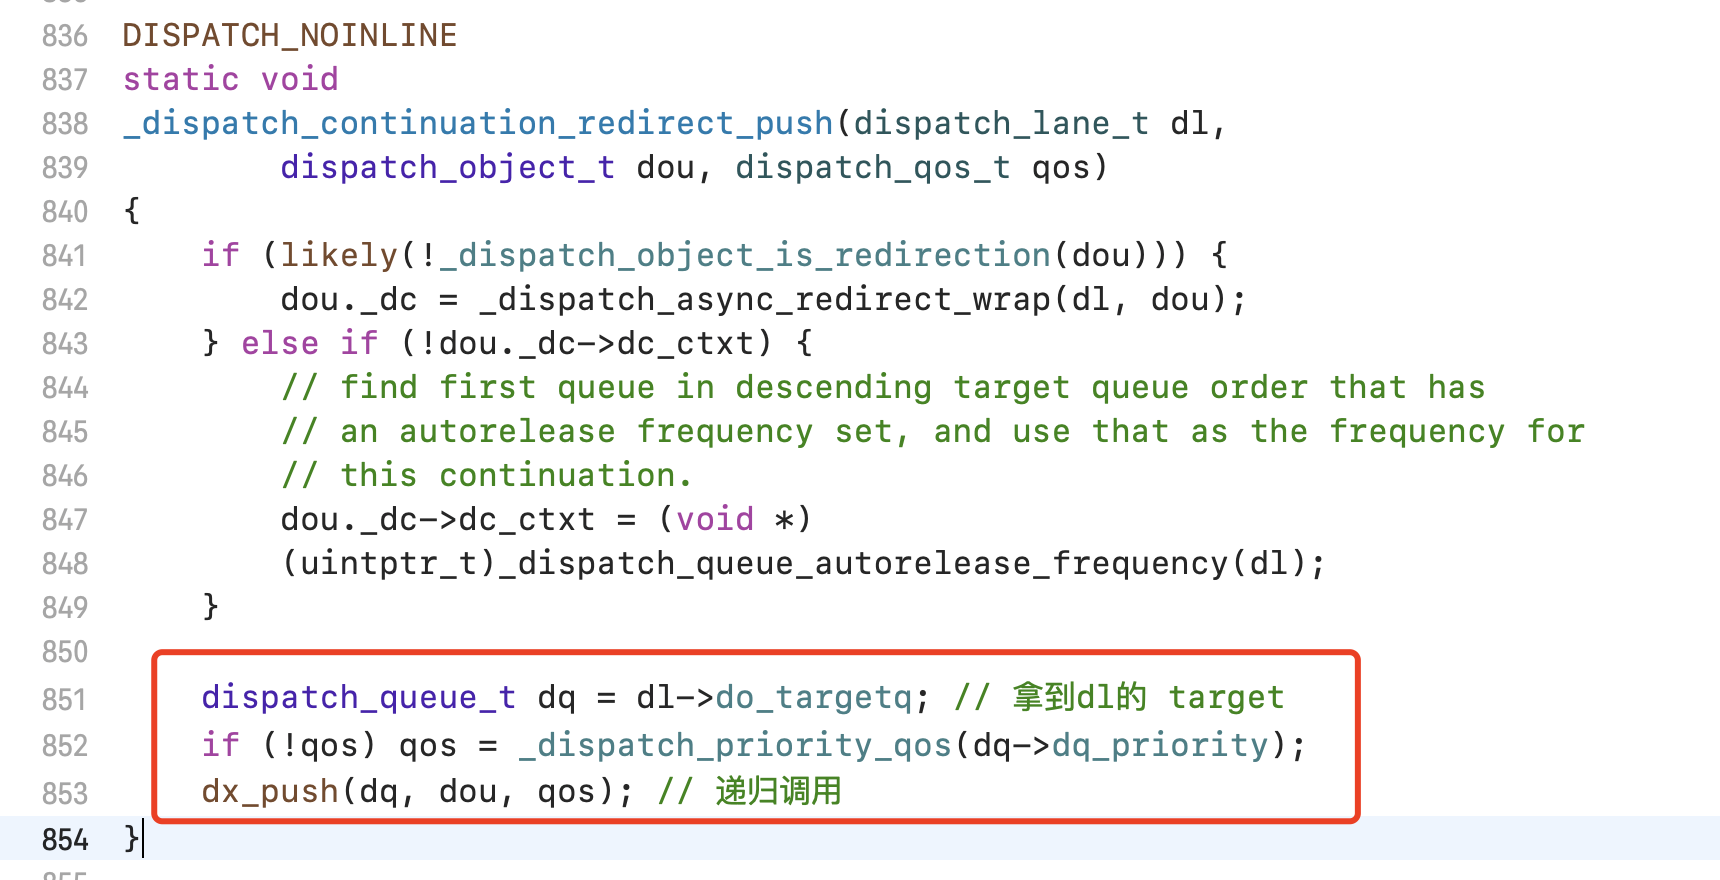 836 DISPATCH_NOINLINE
837 static void
838 _dispatch_continuation_redirect_push(dispatch_lane_t dl,
839         dispatch_object_t dou, dispatch_qos_t qos)
840 {
841     if (likely(!_dispatch_object_is_redirection(dou))) {
842         dou._dc = _dispatch_async_redirect_wrap(dl, dou);
843     } else if (!dou._dc->dc_ctxt) {
844         // find first queue in descending target queue order that has
845         // an autorelease frequency set, and use that as the frequency for
846         // this continuation.
847         dou._dc->dc_ctxt = (void *)
848         (uintptr_t)_dispatch_queue_autorelease_frequency(dl);
849     }
850
851     dispatch_queue_t dq = dl->do_targetq; // 拿到dl的 target
852     if (!qos) qos = _dispatch_priority_qos(dq->dq_priority);
853     dx_push(dq, dou, qos); // 递归调用
854 }